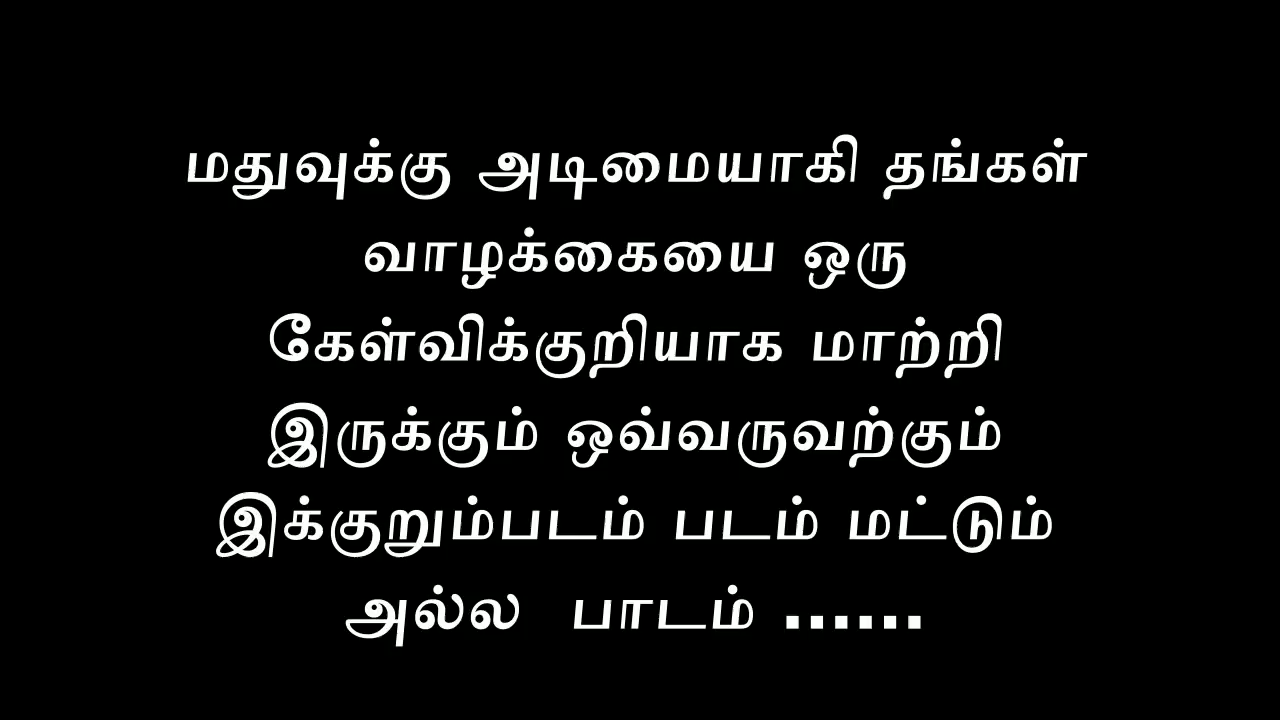 மதுவுக்கு அடிமையாகி தங்கள்
வாழக்கையை ஒரு
கேள்விக்குறியாக மாற்றி
இருக்கும் ஒவ்வருவற்கும்
இக்குறும்படம் படம் மட்டும்
அல்ல பாடம் ......